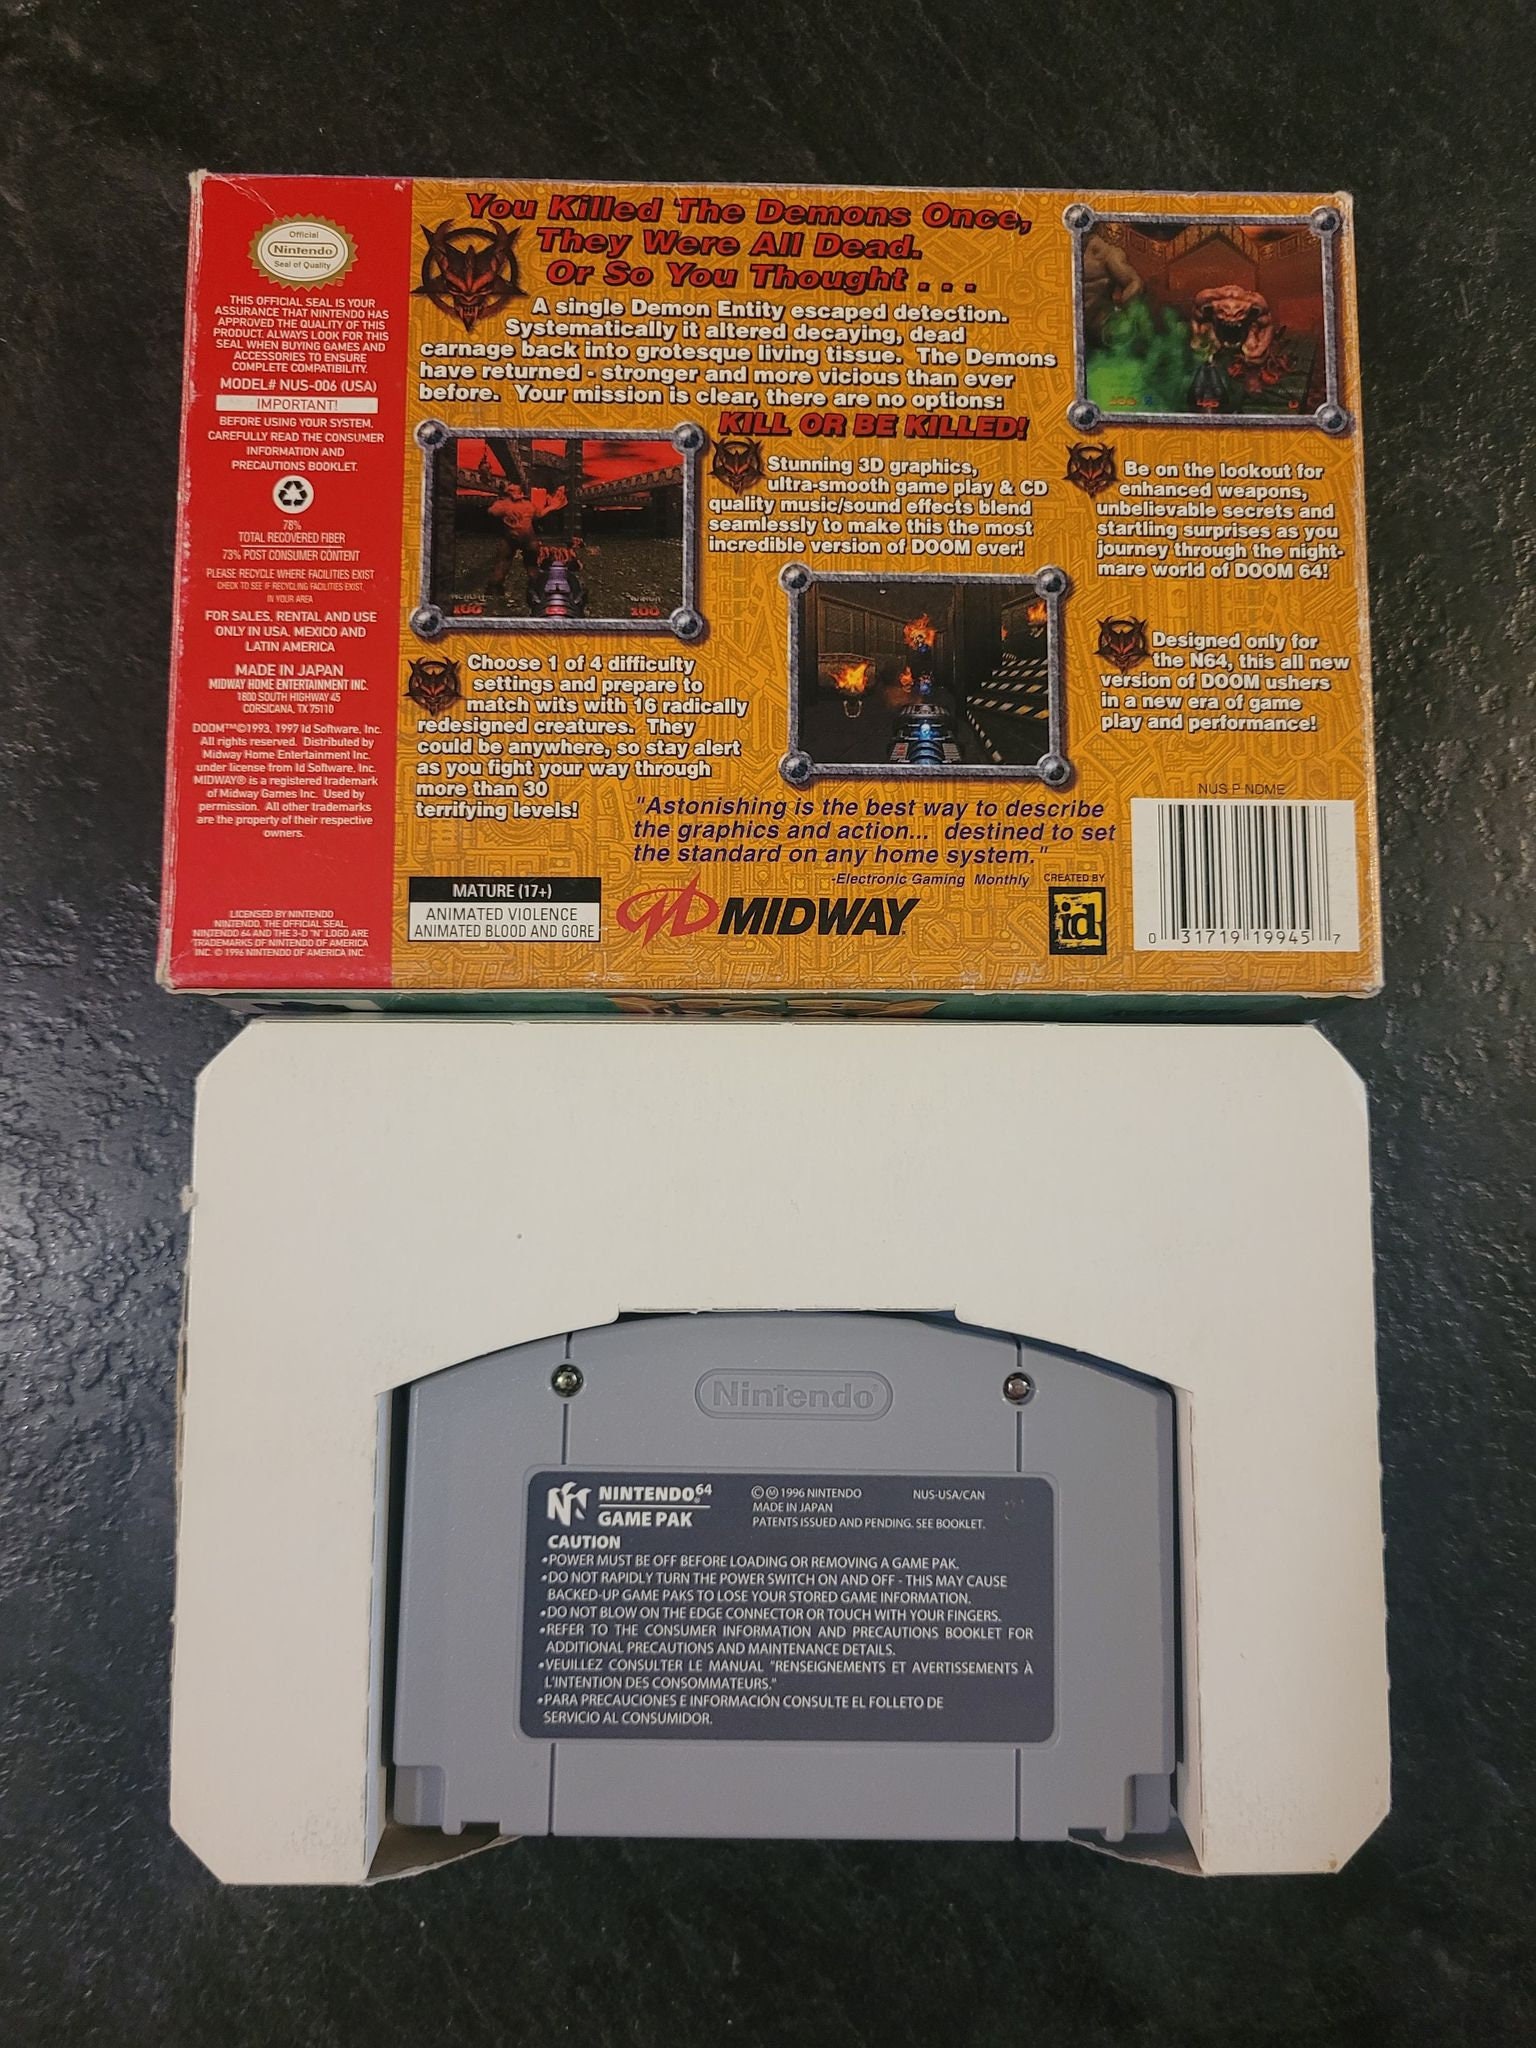 Official
Nintendo
Seal of Quality
THIS OFFICIAL SEAL IS YOUR
ASSURANCE THAT NINTENDO HAS
APPROVED THE QUALITY OF THIS
PRODUCT. ALWAYS LOOK FOR THIS
SEAL WHEN BUYING GAMES AND
ACCESSORIES TO ENSURE
COMPLETE COMPATIBILITY.
MODEL# NUS-006 (USA)
IMPORTANT!
BEFORE USING YOUR SYSTEM,
CAREFULLY READ THE CONSUMER
INFORMATION AND
PRECAUTIONS BOOKLET.
78%
TOTAL RECOVERED FIBER
73% POST CONSUMER CONTENT
PLEASE RECYCLE WHERE FACILITIES EXIST
CHECK TO SEE IF RECYCLING FACILITIES EXIST
IN YOUR AREA
FOR SALES, RENTAL AND USE
ONLY IN USA, MEXICO AND
LATIN AMERICA
MADE IN JAPAN
MIDWAY HOME ENTERTAINMENT INC.
1800 SOUTH HIGHWAY 45
CORSICANA, TX 75110
DOOM™©1993, 1997 Id Software, Inc.
All rights reserved. Distributed by
Midway Home Entertainment Inc.
under license from Id Software, Inc.
MIDWAY® is a registered trademark
of Midway Games Inc. Used by
permission. All other trademarks
are the property of their respective
owners.
LICENSED BY NINTENDO
NINTENDO, THE OFFICIAL SEAL,
NINTENDO 64 AND THE 3-D "N" LOGO ARE
TRADEMARKS OF NINTENDO OF AMERICA
INC. © 1996 NINTENDO OF AMERICA INC.
You Killed The Demons Once,
They Were All Dead.
Or So You Thought . . .
A single Demon Entity escaped detection.
Systematically it altered decaying, dead
carnage back into grotesque living tissue. The Demons
have returned - stronger and more vicious than ever
before. Your mission is clear, there are no options:
KILL OR BE KILLED!
Stunning 3D graphics,
ultra-smooth game play & CD
quality music/sound effects blend
seamlessly to make this the most
incredible version of DOOM ever!
Be on the lookout for
enhanced weapons,
unbelievable secrets and
startling surprises as you
journey through the night-
mare world of DOOM 64!
100
100
Choose 1 of 4 difficulty
settings and prepare to
match wits with 16 radically
redesigned creatures. They
could be anywhere, so stay alert
as you fight your way through
more than 30
terrifying levels!
Designed only for
the N64, this all new
version of DOOM ushers
in a new era of game
play and performance!
"Astonishing is the best way to describe
the graphics and action... destined to set
the standard on any home system."
-Electronic Gaming Monthly
MATURE (17+)
ANIMATED VIOLENCE
ANIMATED BLOOD AND GORE
MIDWAY
CREATED BY
id
NUS P NDME
0 31719 19945 7
Nintendo®
NINTENDO64
GAME PAK
©Ⓜ1996 NINTENDO NUS-USA/CAN
MADE IN JAPAN
PATENTS ISSUED AND PENDING. SEE BOOKLET.
CAUTION
•POWER MUST BE OFF BEFORE LOADING OR REMOVING A GAME PAK.
•DO NOT RAPIDLY TURN THE POWER SWITCH ON AND OFF - THIS MAY CAUSE
BACKED-UP GAME PAKS TO LOSE YOUR STORED GAME INFORMATION.
•DO NOT BLOW ON THE EDGE CONNECTOR OR TOUCH WITH YOUR FINGERS.
•REFER TO THE CONSUMER INFORMATION AND PRECAUTIONS BOOKLET FOR
ADDITIONAL PRECAUTIONS AND MAINTENANCE DETAILS.
•VEUILLEZ CONSULTER LE MANUAL "RENSEIGNEMENTS ET AVERTISSEMENTS À
L'INTENTION DES CONSOMMATEURS."
•PARA PRECAUCIONES E INFORMACIÓN CONSULTE EL FOLLETO DE
SERVICIO AL CONSUMIDOR.